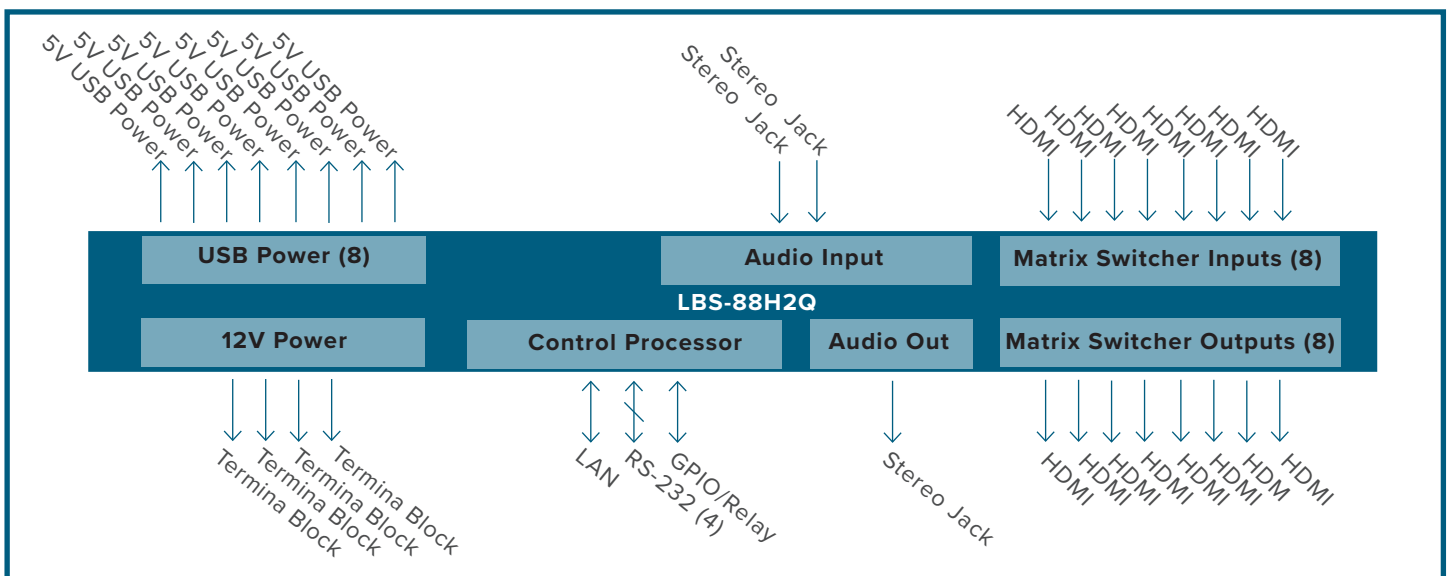 5V USB Power
5V USB Power
5V USB Power
5V USB Power
5V USB Power
5V USB Power
5V USB Power
5V USB Power
Stereo Jack
Stereo Jack
HDMI
HDMI
HDMI
HDMI
HDMI
HDMI
HDMI
HDMI
USB Power (8)
Audio Input
Matrix Switcher Inputs (8)
LBS-88H2Q
12V Power
Control Processor
Audio Out
Matrix Switcher Outputs (8)
Termina Block
Termina Block
Termina Block
Termina Block
LAN
RS-232 (4)
GPIO/Relay
Stereo Jack
HDMI
HDMI
HDMI
HDMI
HDMI
HDMI
HDM
HDMI